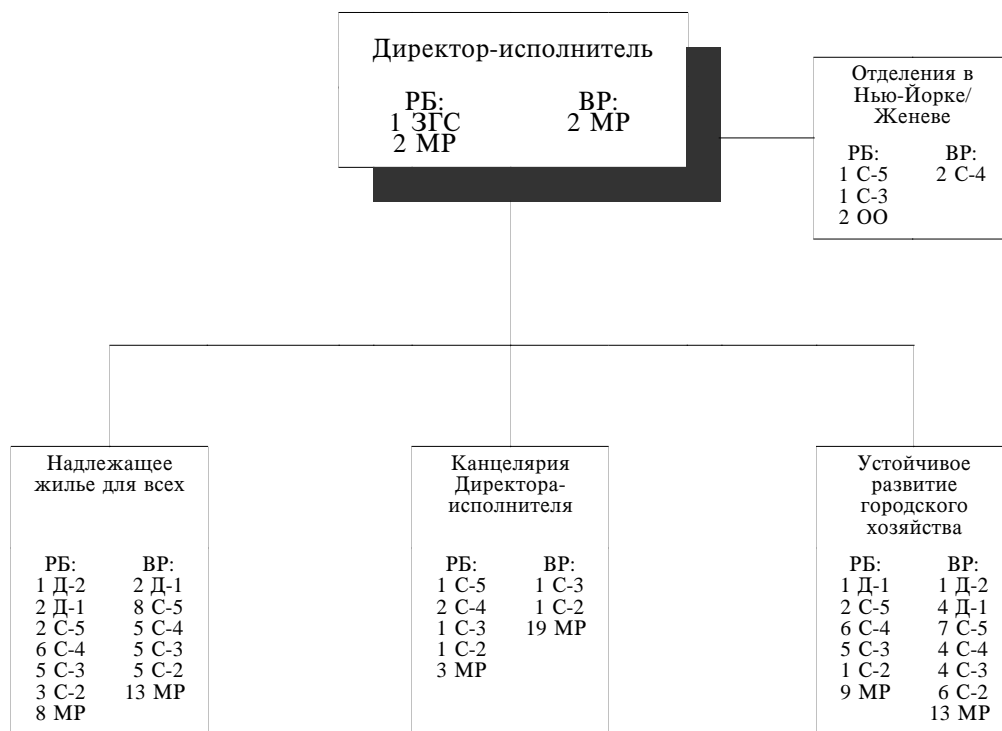 Директор-исполнитель
РБ:
1 ЗГС
2 МР
ВР:
2 МР
Отделения в
Нью-Йорке/
Женеве
РБ:
1 С-5
1 С-3
2 ОО
ВР:
2 С-4
Надлежащее
жилье для всех
РБ:
1 Д-2
2 Д-1
2 С-5
6 С-4
5 С-3
3 С-2
8 МР
ВР:
2 Д-1
8 С-5
5 С-4
5 С-3
5 С-2
13 МР
Канцелярия
Директора-
исполнителя
РБ:
1 С-5
2 С-4
1 С-3
1 С-2
3 МР
ВР:
1 С-3
1 С-2
19 МР
Устойчивое
развитие
городского
хозяйства
РБ:
1 Д-1
2 С-5
6 С-4
5 С-3
1 С-2
9 МР
ВР:
1 Д-2
4 Д-1
7 С-5
4 С-4
4 С-3
6 С-2
13 МР